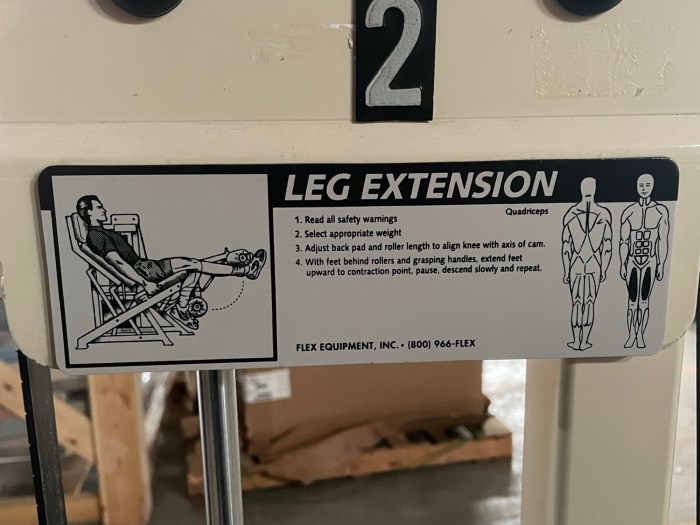 2
LEG EXTENSION
Quadriceps
1. Read all safety warnings
2. Select appropriate weight
3. Adjust back pad and roller length to align knee with axis of cam.
4. With feet behind rollers and grasping handles, extend feet
upward to contraction point, pause, descend slowly and repeat.
FLEX EQUIPMENT, INC. • (800) 966-FLEX